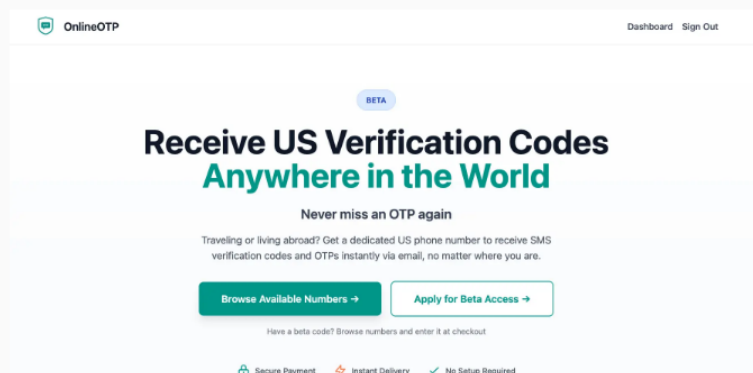 OnlineOTP
Dashboard Sign Out
BETA
Receive US Verification Codes
Anywhere in the World
Never miss an OTP again
Traveling or living abroad? Get a dedicated US phone number to receive SMS
verification codes and OTPs instantly via email, no matter where you are.
Browse Available Numbers →
Apply for Beta Access →
Have a beta code? Browse numbers and enter it at checkout
Secure Payment
Instant Delivery
No Setup Required